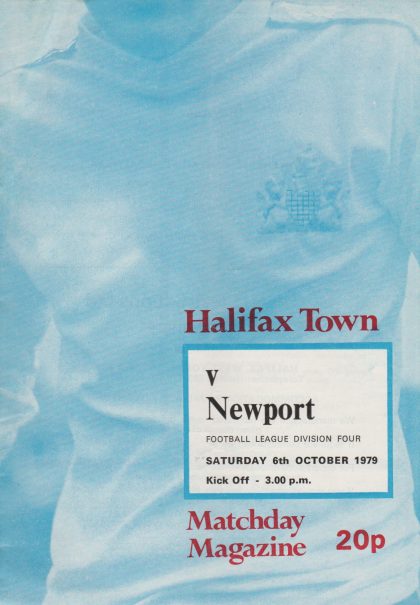 Halifax Town
v
Newport
FOOTBALL LEAGUE DIVISION FOUR
SATURDAY 6th OCTOBER 1979
Kick Off - 3.00 p.m.
Matchday
Magazine 20p